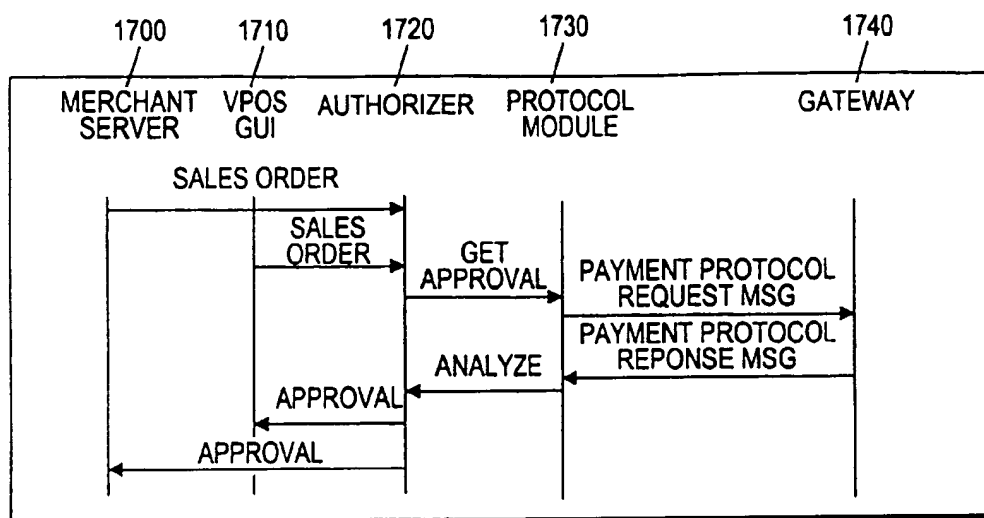 1700 1710 1720 1730 1740
MERCHANT SERVER
VPOS GUI
AUTHORIZER
PROTOCOL MODULE
GATEWAY
SALES ORDER
SALES
ORDER
GET
APPROVAL
PAYMENT PROTOCOL
REQUEST MSG
PAYMENT PROTOCOL
REPONSE MSG
ANALYZE
APPROVAL
APPROVAL